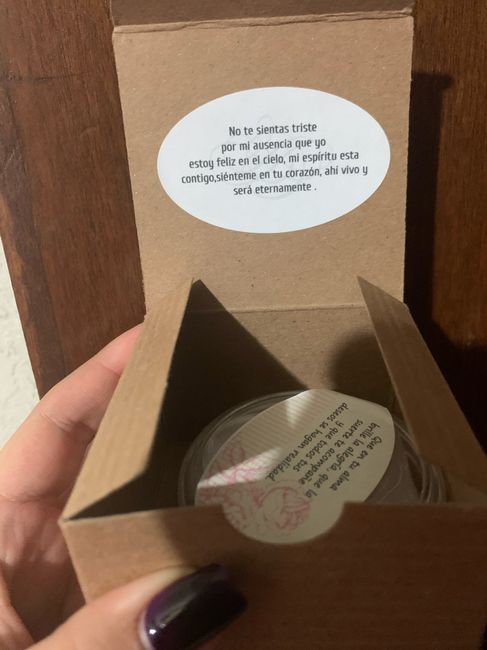 No te sientas triste
por mi ausencia que yo
estoy feliz en el cielo, mi espíritu esta
contigo,siénteme en tu corazón, ahí vivo y
será eternamente .
Que en tu alma
brille la alegría, que la
suerte te acompañe
y que todos tus
deseos se hagan realidad.